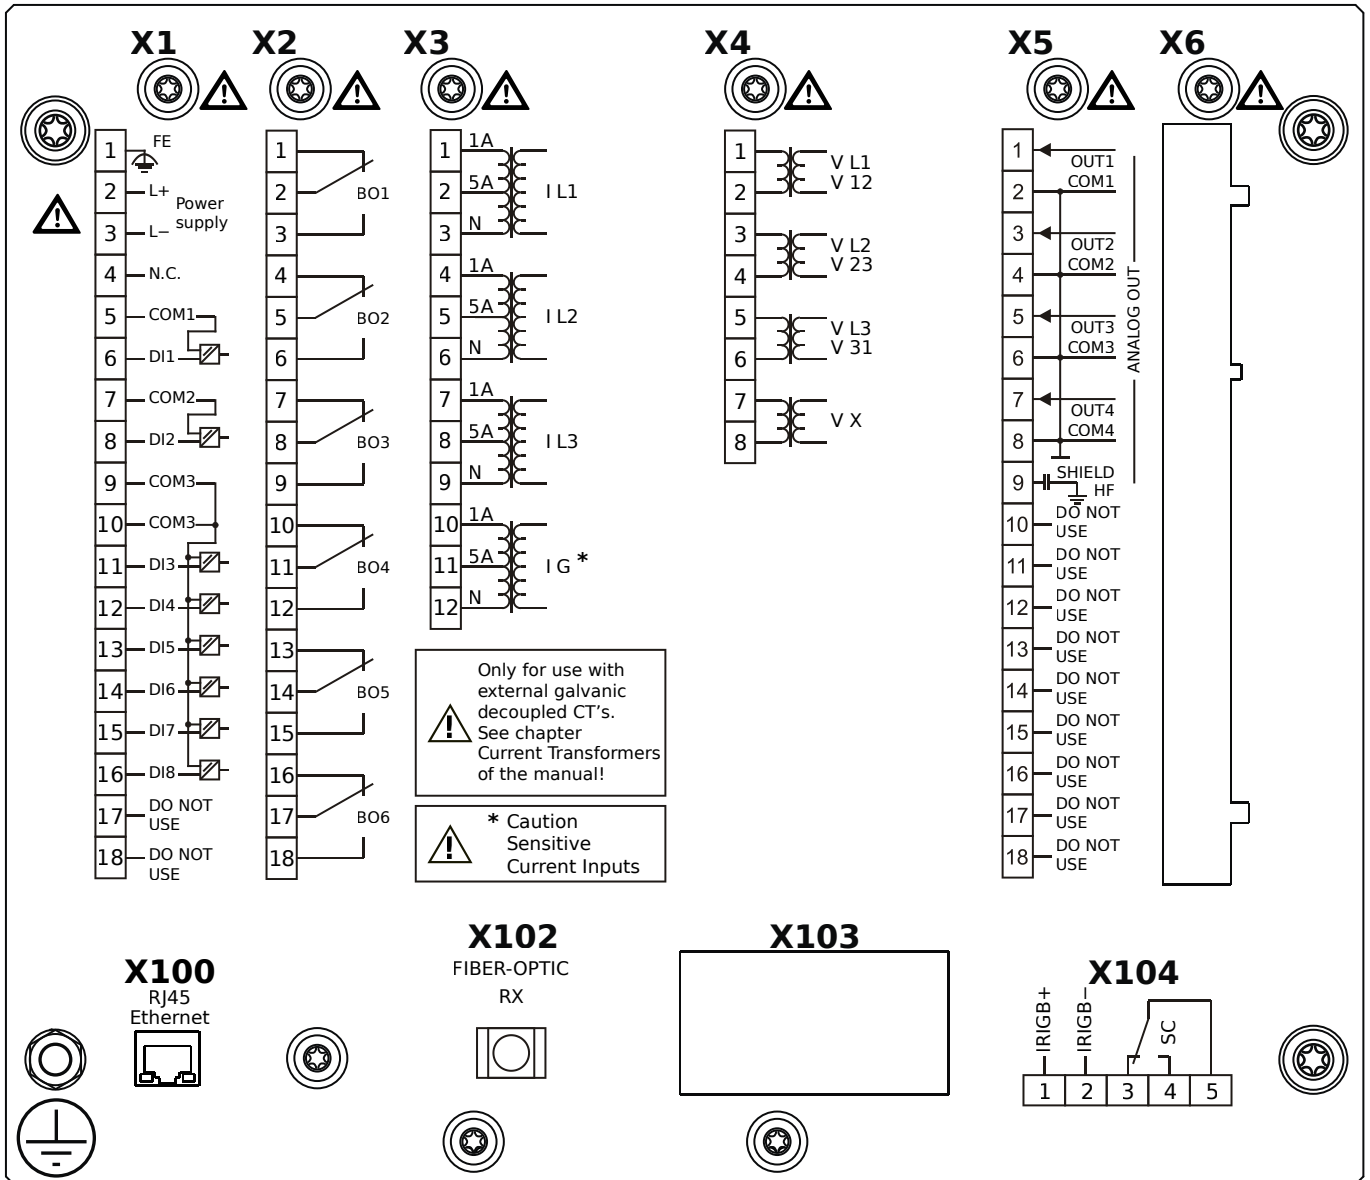 X1
1 FE
2 L+
Power
supply
3 L−
4 N.C.
5 COM1
6 DI1
7 COM2
8 DI2
9 COM3
10 COM3
11 DI3
12 DI4
13 DI5
14 DI6
15 DI7
16 DI8
17 DO NOT
USE
18 DO NOT
USE
X2
1
2 BO1
3
4
5 BO2
6
7
8 BO3
9
10
11 BO4
12
13
14 BO5
15
16
17 BO6
18
X3
1 1A
2 5A I L1
3 N
4 1A
5 5A I L2
6 N
7 1A
8 5A I L3
9 N
10 1A
11 5A I G *
12 N
Only for use with
external galvanic
decoupled CT's.
See chapter
Current Transformers
of the manual!
* Caution
Sensitive
Current Inputs
X4
1 V L1
2 V 12
3 V L2
4 V 23
5 V L3
6 V 31
7 V X
8
X5
1 OUT1
2 COM1
3 OUT2
4 COM2
5 OUT3
6 COM3
7 OUT4
8 COM4
ANALOG OUT
9 SHIELD
HF
10 DO NOT
USE
11 DO NOT
USE
12 DO NOT
USE
13 DO NOT
USE
14 DO NOT
USE
15 DO NOT
USE
16 DO NOT
USE
17 DO NOT
USE
18 DO NOT
USE
X6
X100
RJ45
Ethernet
X102
FIBER-OPTIC
RX
X103
X104
IRIGB+
IRIGB−
SC
1 2 3 4 5